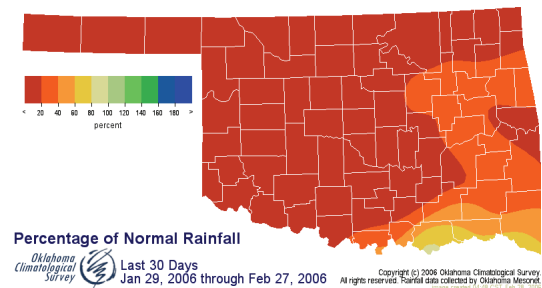 < 20 40 60 80 100 120 140 160 180 >
percent
Percentage of Normal Rainfall
Oklahoma
Climatological
Survey
Last 30 Days
Jan 29, 2006 through Feb 27, 2006
Copyright (c) 2006 Oklahoma Climatological Survey.
All rights reserved. Rainfall data collected by Oklahoma Mesonet.